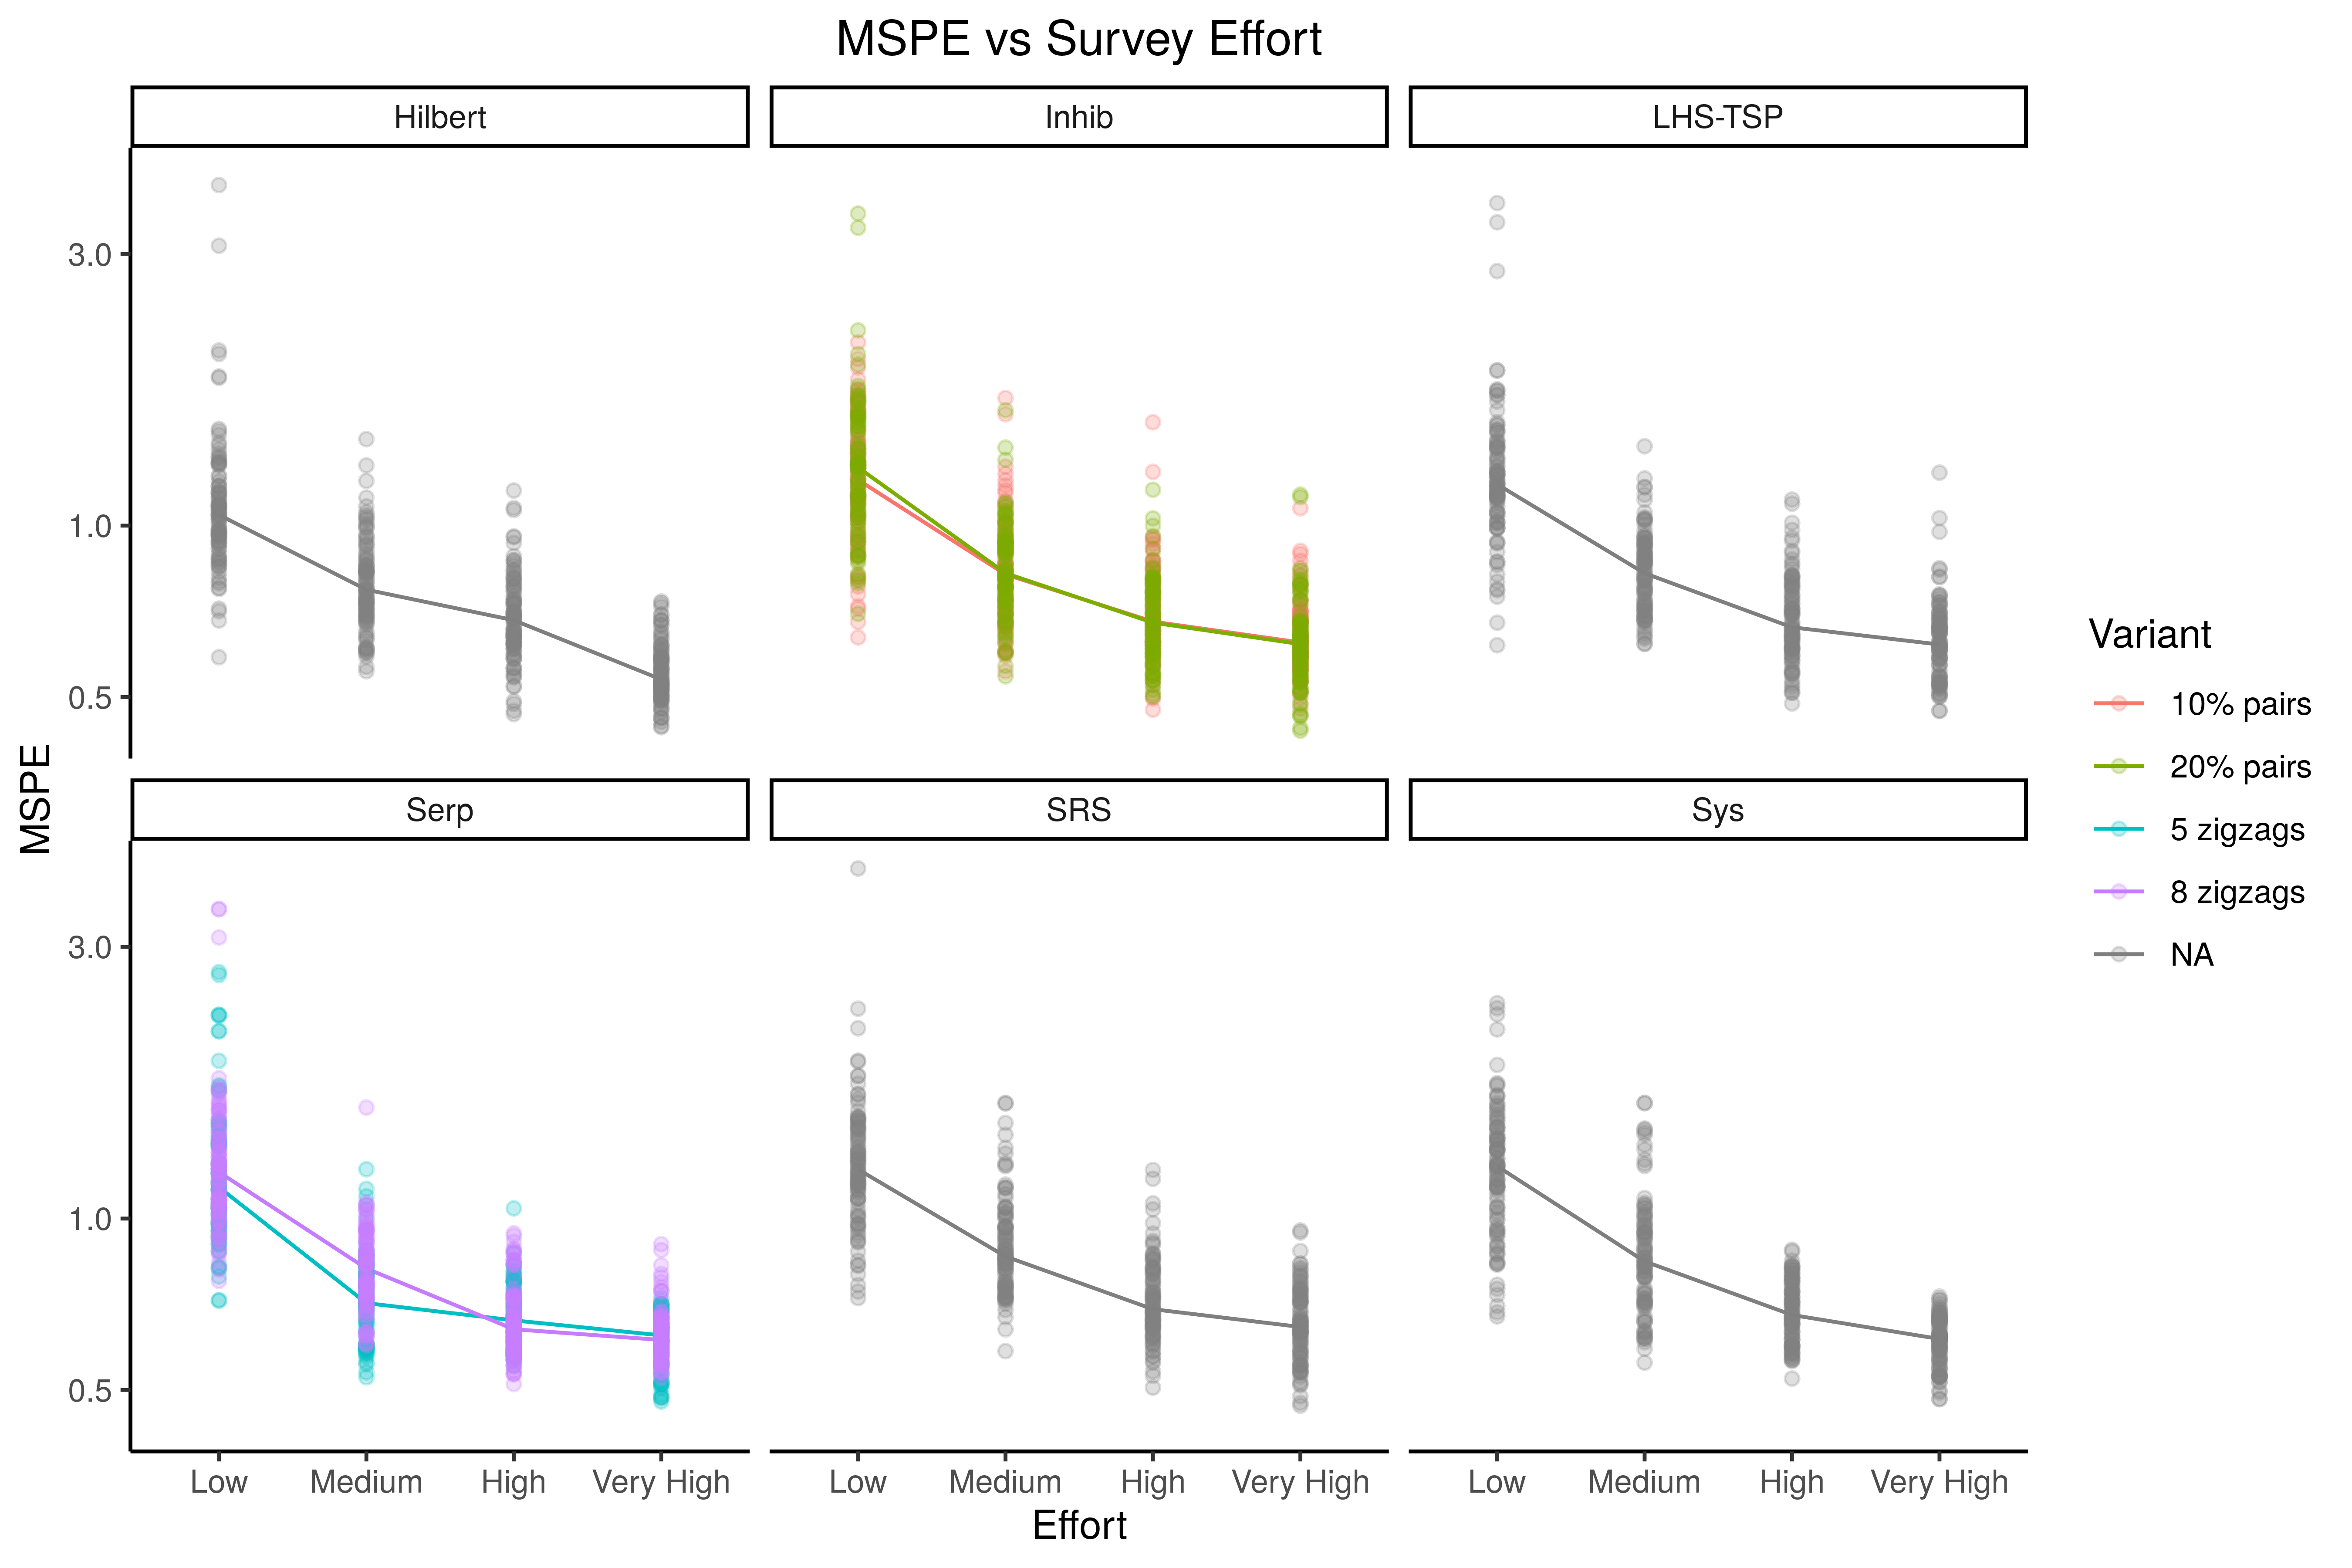 MSPE vs Survey Effort
Hilbert
Inhib
LHS-TSP
3.0
1.0
0.5
Serp
SRS
Sys
3.0
1.0
0.5
MSPE
Low
Medium
High
Very High
Low
Medium
High
Very High
Low
Medium
High
Very High
Effort
Variant
10% pairs
20% pairs
5 zigzags
8 zigzags
NA